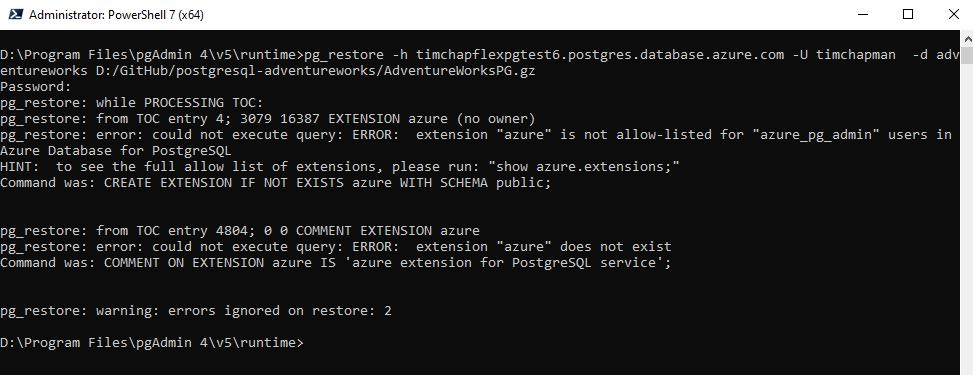 Administrator: PowerShell 7 (x64)
D:\Program Files\pgAdmin 4\v5\runtime>pg_restore -h timchapflexpgtest6.postgres.database.azure.com -U timchapman  -d adv
entureworks D:/GitHub/postgresql-adventureworks/AdventureWorksPG.gz
Password:
pg_restore: while PROCESSING TOC:
pg_restore: from TOC entry 4; 3079 16387 EXTENSION azure (no owner)
pg_restore: error: could not execute query: ERROR:  extension "azure" is not allow-listed for "azure_pg_admin" users in
Azure Database for PostgreSQL
HINT:  to see the full allow list of extensions, please run: "show azure.extensions;"
Command was: CREATE EXTENSION IF NOT EXISTS azure WITH SCHEMA public;
pg_restore: from TOC entry 4804; 0 0 COMMENT EXTENSION azure
pg_restore: error: could not execute query: ERROR:  extension "azure" does not exist
Command was: COMMENT ON EXTENSION azure IS 'azure extension for PostgreSQL service';
pg_restore: warning: errors ignored on restore: 2
D:\Program Files\pgAdmin 4\v5\runtime>